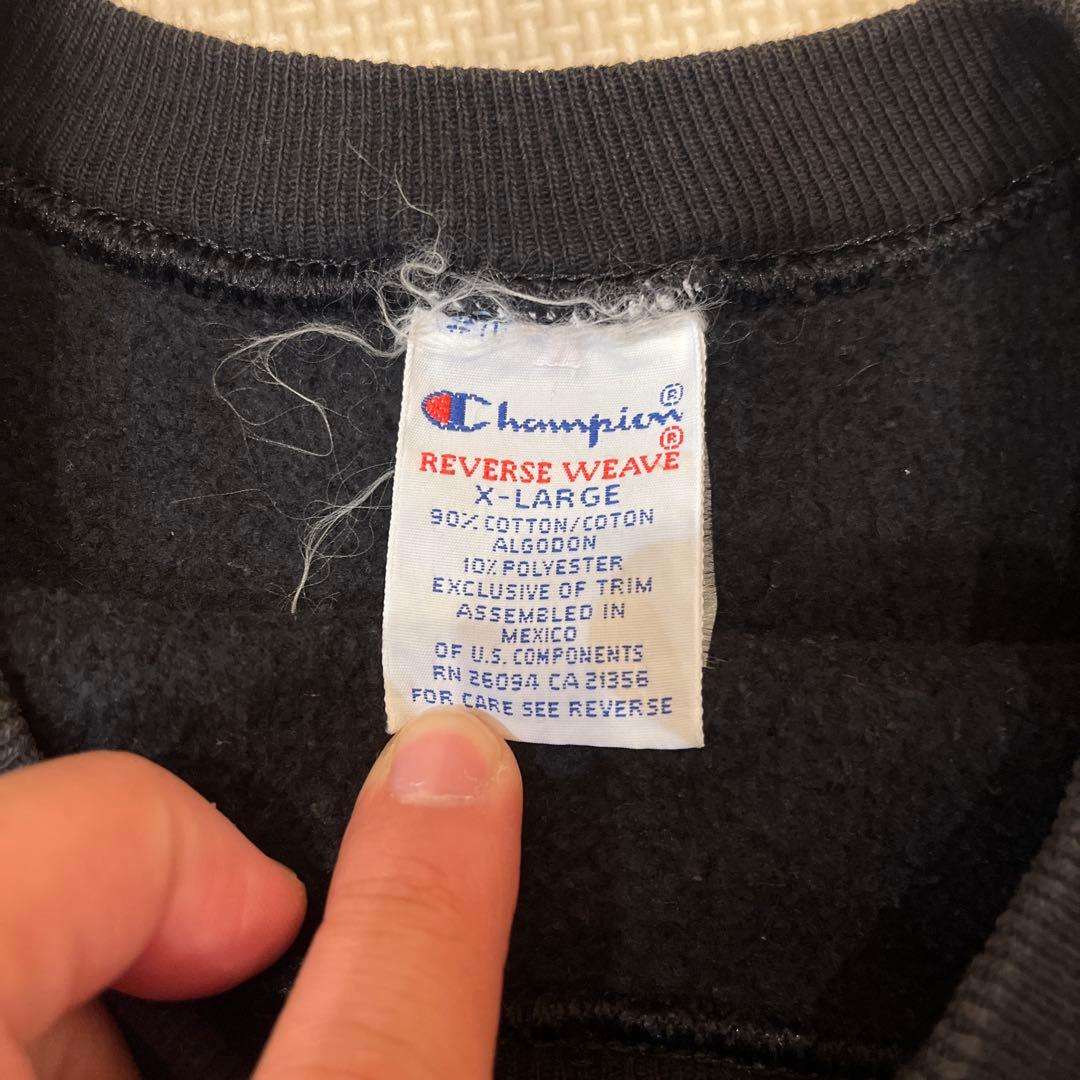 Champion®
REVERSE WEAVE®
X-LARGE
90% COTTON/COTON
ALGODON
10% POLYESTER
EXCLUSIVE OF TRIM
ASSEMBLED IN
MEXICO
OF U.S. COMPONENTS
RN 26094 CA 21356
FOR CARE SEE REVERSE